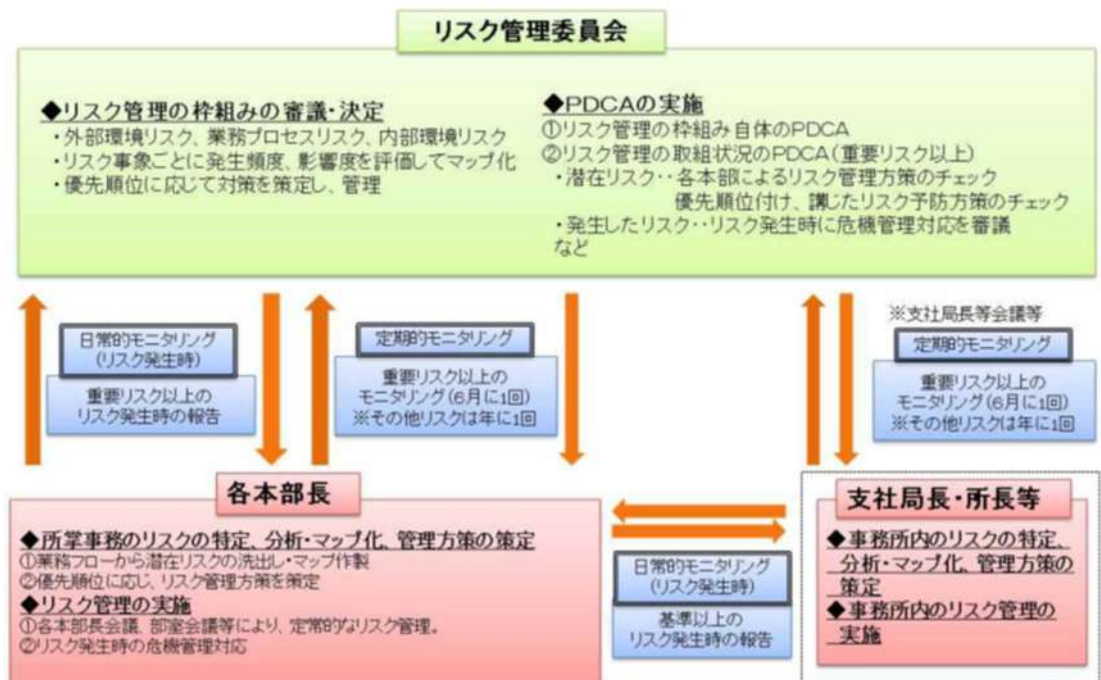 リスク管理委員会
◆リスク管理の枠組みの審議・決定
・外部環境リスク、業務プロセスリスク、内部環境リスク
・リスク事象ごとに発生頻度、影響度を評価してマップ化
・優先順位に応じて対策を策定し、管理
◆PDCAの実施
①リスク管理の枠組み自体のPDCA
②リスク管理の取組状況のPDCA(重要リスク以上)
・潜在リスク‥各本部によるリスク管理方策のチェック
優先順位付け、講じたリスク予防方策のチェック
・発生したリスク‥リスク発生時に危機管理対応を審議
など
日常的モニタリング
(リスク発生時)
重要リスク以上の
リスク発生時の報告
定期的モニタリング
重要リスク以上の
モニタリング(6月に1回)
※その他リスクは年に1回
※支社局長等会議等
定期的モニタリング
重要リスク以上の
モニタリング(6月に1回)
※その他リスクは年に1回
各本部長
◆所掌事務のリスクの特定、分析・マップ化、管理方策の策定
①業務フローから潜在リスクの洗出し・マップ作製
②優先順位に応じ、リスク管理方策を策定
◆リスク管理の実施
①各本部長会議、部室会議等により、定常的なリスク管理。
②リスク発生時の危機管理対応
日常的モニタリング
(リスク発生時)
基準以上の
リスク発生時の報告
支社局長・所長等
◆事務所内のリスクの特定、
分析・マップ化、管理方策の
策定
◆事務所内のリスク管理の
実施